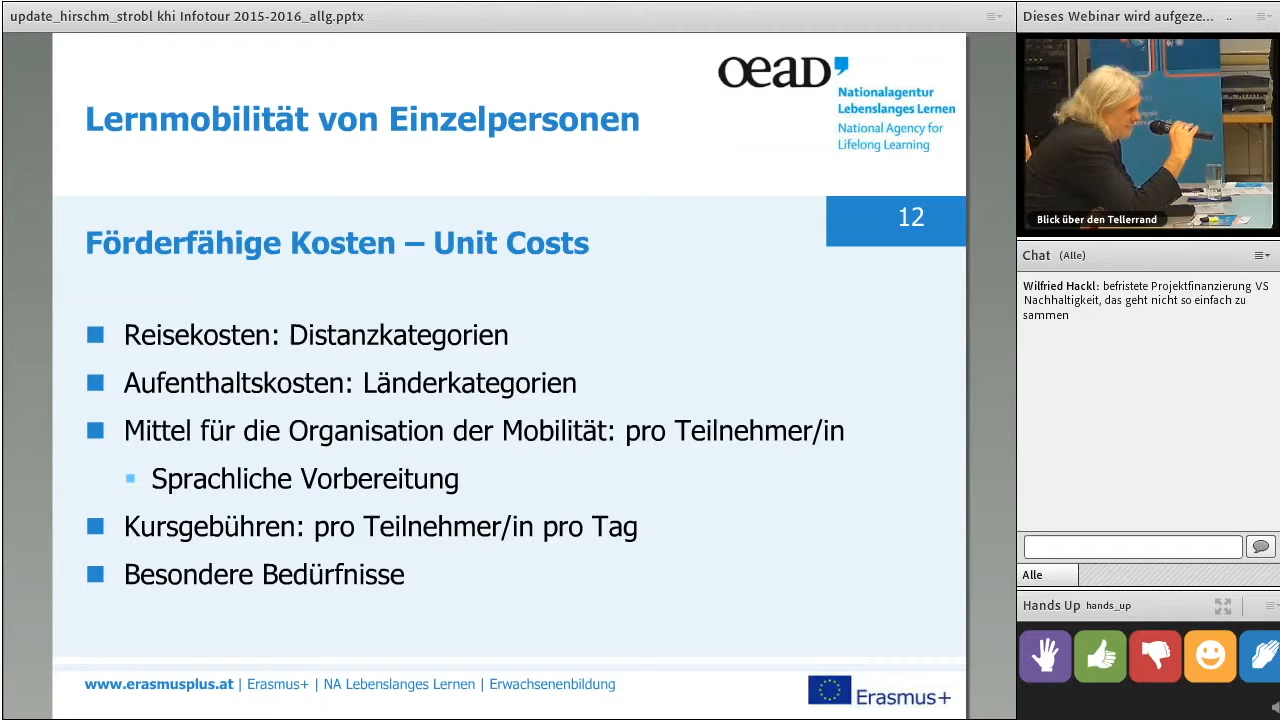 update_hirschm_strobl khi Infotour 2015-2016_allg.pptx
Dieses Webinar wird aufgeze... ..
OEAD
Nationalagentur
Lebenslanges Lernen
National Agency for
Lifelong Learning
Lernmobilität von Einzelpersonen
12
Förderfähige Kosten – Unit Costs
Reisekosten: Distanzkategorien
Aufenthaltskosten: Länderkategorien
Mittel für die Organisation der Mobilität: pro Teilnehmer/in
Sprachliche Vorbereitung
Kursgebühren: pro Teilnehmer/in pro Tag
Besondere Bedürfnisse
www.erasmusplus.at | Erasmus+ | NA Lebenslanges Lernen | Erwachsenenbildung
Erasmus+
Blick über den Tellerrand
Chat (Alle)
Wilfried Hackl: befristete Projektfinanzierung VS
Nachhaltigkeit, das geht nicht so einfach zu
sammen
Alle
Hands Up hands_up